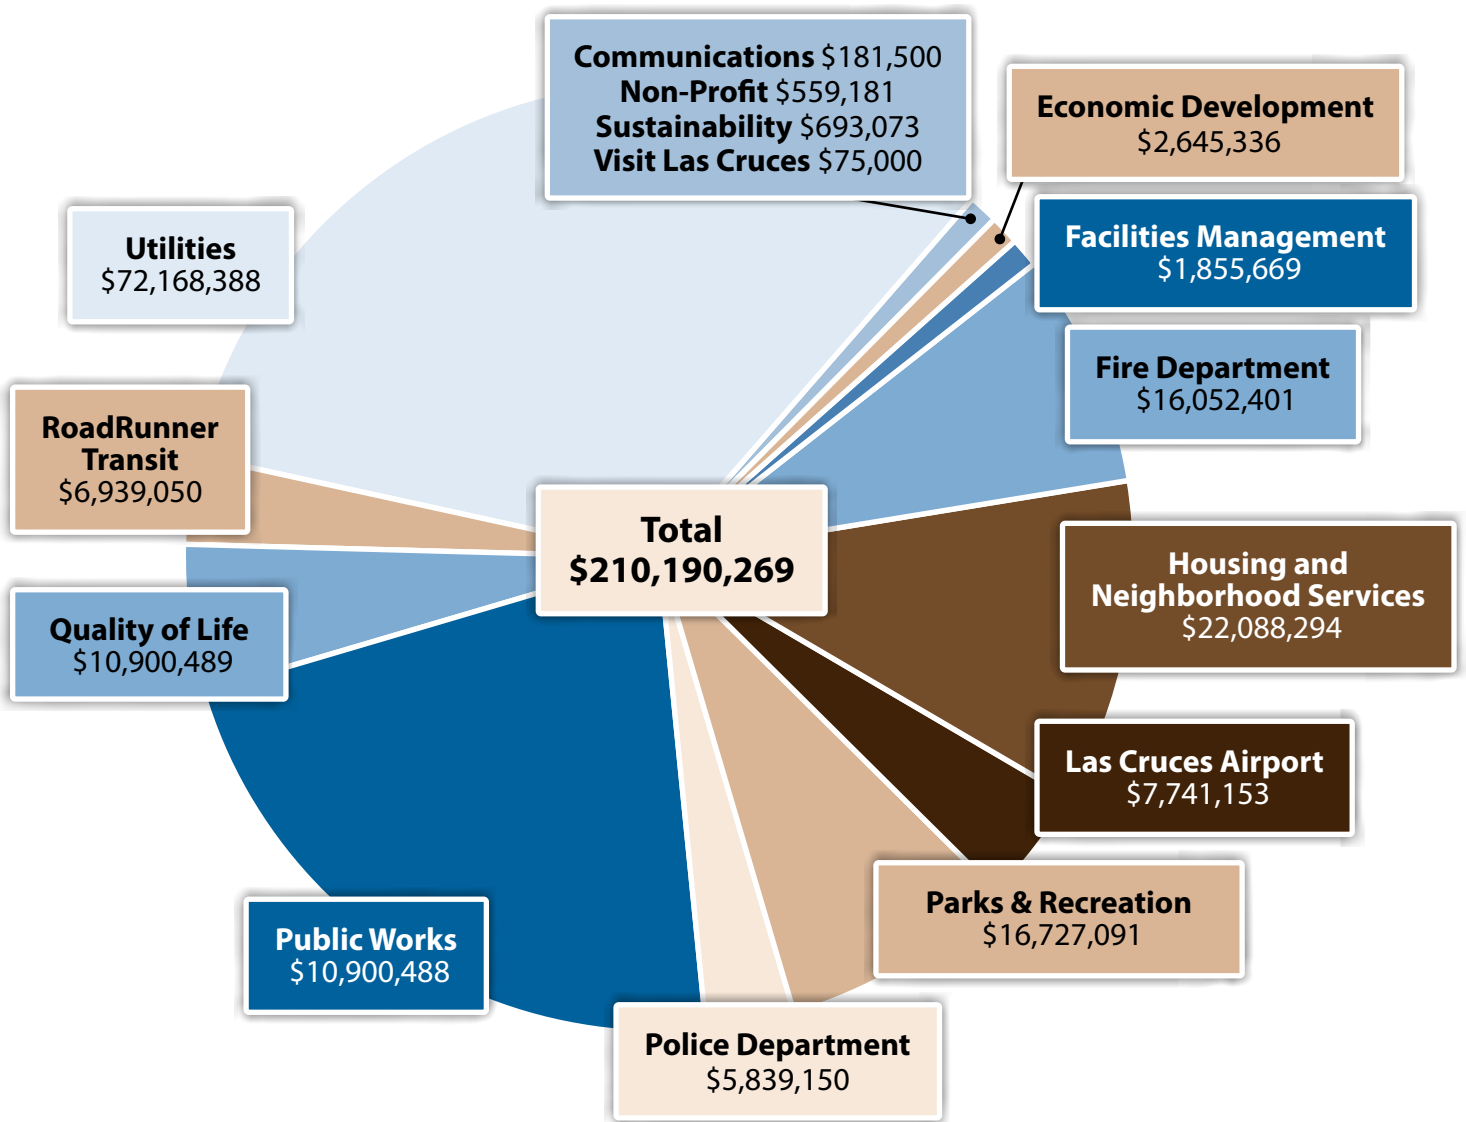 Communications $181,500
Non-Profit $559,181
Sustainability $693,073
Visit Las Cruces $75,000
Economic Development
$2,645,336
Facilities Management
$1,855,669
Fire Department
$16,052,401
Housing and
Neighborhood Services
$22,088,294
Las Cruces Airport
$7,741,153
Parks & Recreation
$16,727,091
Police Department
$5,839,150
Public Works
$10,900,488
Quality of Life
$10,900,489
RoadRunner
Transit
$6,939,050
Utilities
$72,168,388
Total
$210,190,269